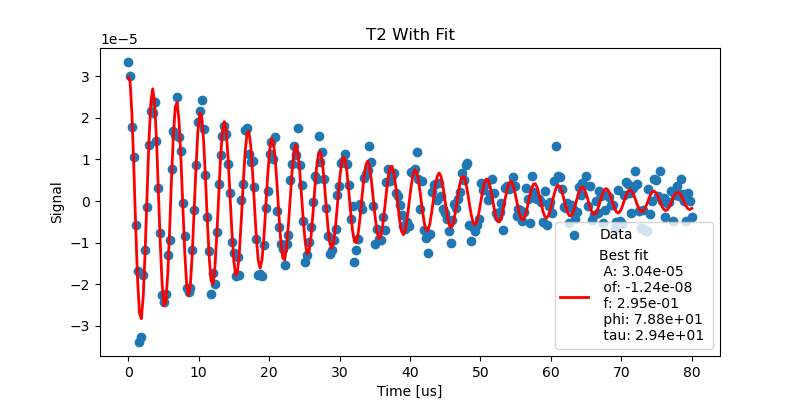 T2 With Fit
1e−5
3
2
1
0
−1
−2
−3
Signal
0
10
20
30
40
50
60
70
80
Time [us]
Data
Best fit
A: 3.04e-05
of: -1.24e-08
f: 2.95e-01
phi: 7.88e+01
tau: 2.94e+01